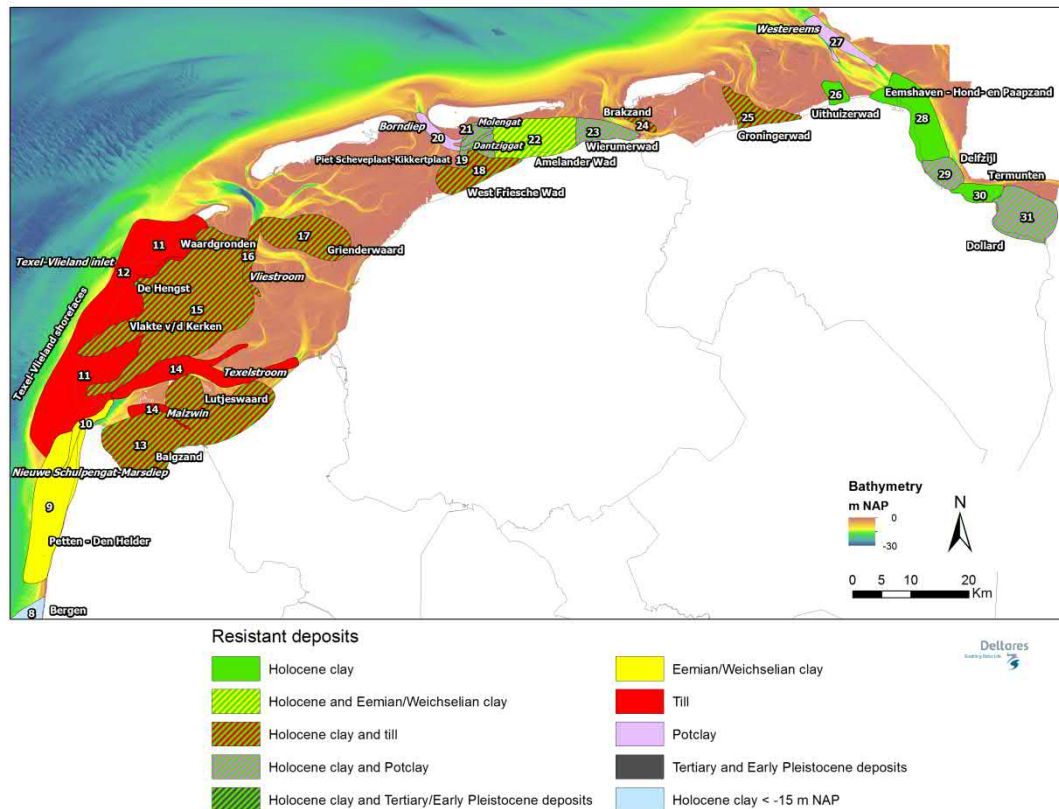 Westereems
27
26
Eemshaven - Hond- en Paapzand
Uithuizerwad
28
Brakzand
24
25
Groningerwad
Molengat
21
Borndiep
20
22
23
Dantziggat
Wierumerwad
Piet Scheveplaat-Kikkertplaat
19
Amelander Wad
18
West Friesche Wad
Delfzijl
29
Termunten
30
31
Dollard
11
Waardgronden
17
16
Grienderwaard
Texel-Vlieland inlet
12
Vliestroom
De Hengst
15
Vlakte v/d Kerken
Texel-Vlieland shorefaces
11
14
Texelstroom
Lutjeswaard
14
Malzwin
10
13
Balgzand
Nieuwe Schulpengat-Marsdiep
9
Petten - Den Helder
8
Bergen
Bathymetry
m NAP
0
-30
N
0 5 10 20
Km
Resistant deposits
Holocene clay
Holocene and Eemian/Weichselian clay
Holocene clay and till
Holocene clay and Potclay
Holocene clay and Tertiary/Early Pleistocene deposits
Eemian/Weichselian clay
Till
Potclay
Tertiary and Early Pleistocene deposits
Holocene clay < -15 m NAP
Deltares